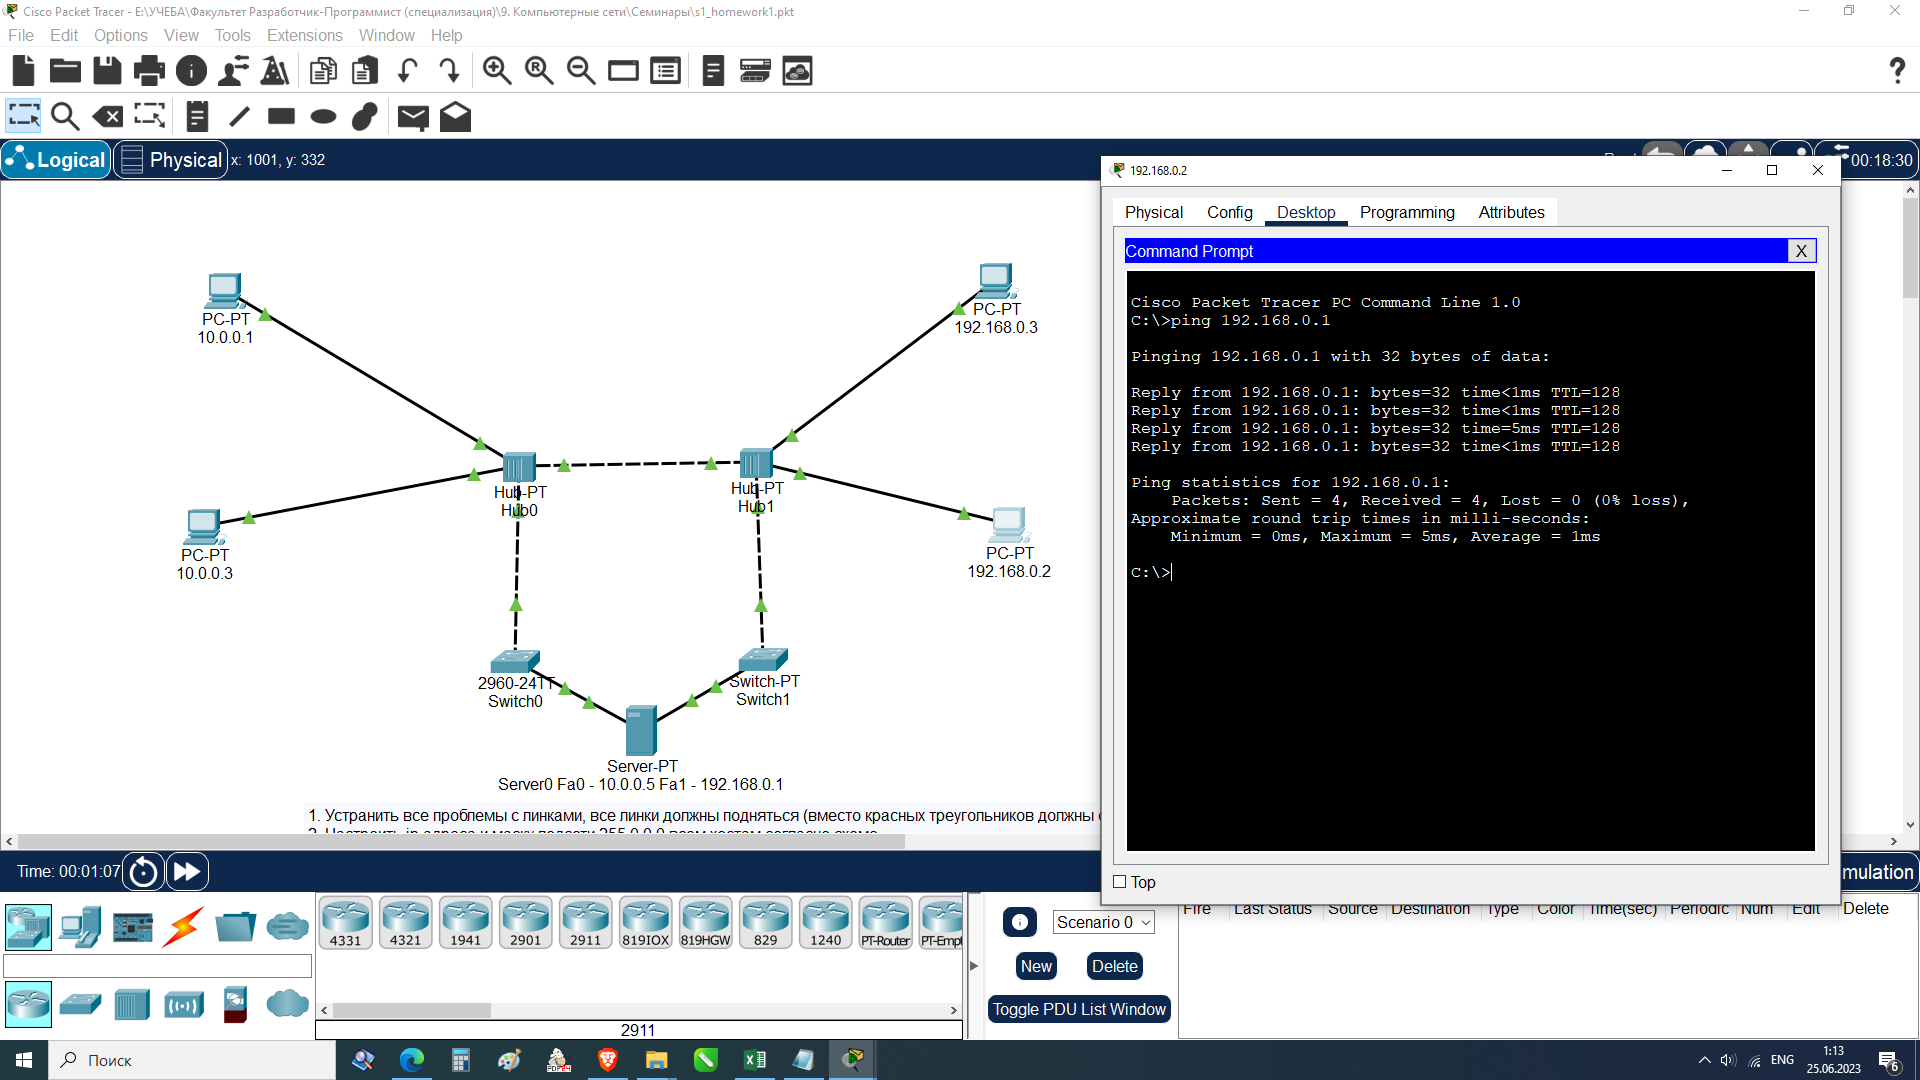 Cisco Packet Tracer - E:\УЧЕБА\Факультет Разработчик-Программист (специализация)\9. Компьютерные сети\Семинары\s1_homework1.pkt
File Edit Options View Tools Extensions Window Help
Logical
Physical
x: 1001, y: 332
00:18:30
PC-PT
10.0.0.1
PC-PT
192.168.0.3
Hub-PT
Hub0
Hub-PT
Hub1
PC-PT
10.0.0.3
PC-PT
192.168.0.2
2960-24TT
Switch0
Switch-PT
Switch1
Server-PT
Server0 Fa0 - 10.0.0.5 Fa1 - 192.168.0.1
1. Устранить все проблемы с линками, все линки должны подняться (вместо красных треугольников должны
192.168.0.2
Physical Config Desktop Programming Attributes
Command Prompt
X
Cisco Packet Tracer PC Command Line 1.0
C:\>ping 192.168.0.1
Pinging 192.168.0.1 with 32 bytes of data:
Reply from 192.168.0.1: bytes=32 time<1ms TTL=128
Reply from 192.168.0.1: bytes=32 time<1ms TTL=128
Reply from 192.168.0.1: bytes=32 time=5ms TTL=128
Reply from 192.168.0.1: bytes=32 time<1ms TTL=128
Ping statistics for 192.168.0.1:
Packets: Sent = 4, Received = 4, Lost = 0 (0% loss),
Approximate round trip times in milli-seconds:
Minimum = 0ms, Maximum = 5ms, Average = 1ms
C:\>
Top
Time: 00:01:07
mulation
4331 4321 1941 2901 2911 819IOX 819HGW 829 1240 PT-Router PT-Empt
2911
Scenario 0
New
Delete
Toggle PDU List Window
Fire Last Status Source Destination Type Color Time(sec) Periodic Num Edit Delete
Поиск
PDF24
ENG
1:13
25.06.2023
6